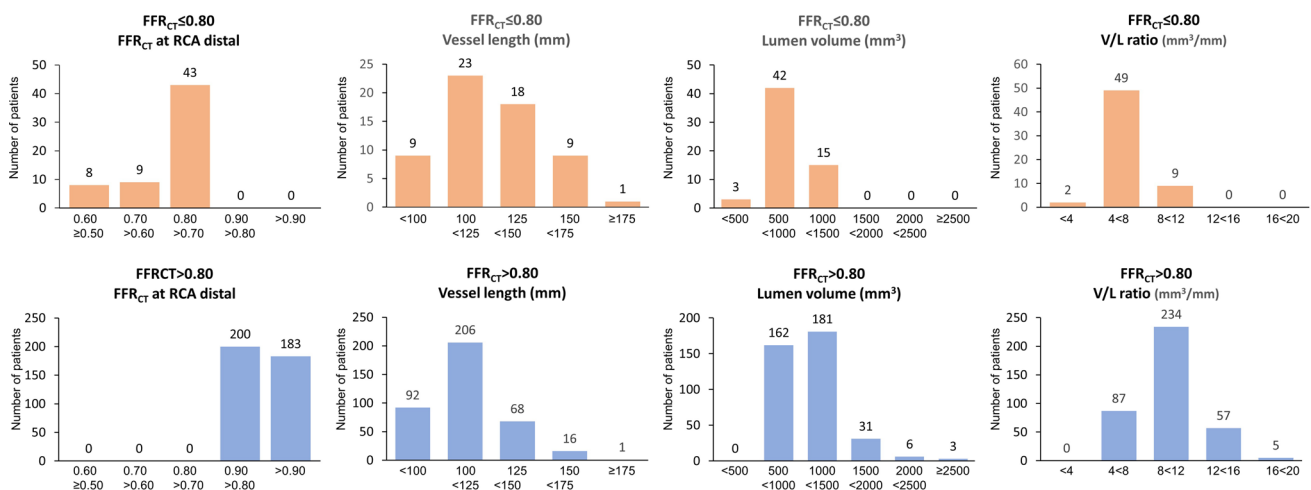 FFRCT≤0.80
FFRCT at RCA distal
Number of patients
50
40
30
20
10
0
8
9
43
0
0
0.60 0.70 0.80 0.90 >0.90
≥0.50 >0.60 >0.70 >0.80
FFRCT≤0.80
Vessel length (mm)
Number of patients
25
20
15
10
5
0
9
23
18
9
1
<100 100 125 150 ≥175
<125 <150 <175
FFRCT≤0.80
Lumen volume (mm³)
Number of patients
50
40
30
20
10
0
3
42
15
0
0
0
<500 500 1000 1500 2000 ≥2500
<1000 <1500 <2000 <2500
FFRCT≤0.80
V/L ratio (mm³/mm)
Number of patients
60
50
40
30
20
10
0
2
49
9
0
0
<4 4<8 8<12 12<16 16<20
FFRCT>0.80
FFRCT at RCA distal
Number of patients
250
200
150
100
50
0
0
0
0
200
183
0.60 0.70 0.80 0.90 >0.90
≥0.50 >0.60 >0.70 >0.80
FFRCT>0.80
Vessel length (mm)
Number of patients
250
200
150
100
50
0
92
206
68
16
1
<100 100 125 150 ≥175
<125 <150 <175
FFRCT>0.80
Lumen volume (mm³)
Number of patients
200
150
100
50
0
0
162
181
31
6
3
<500 500 1000 1500 2000 ≥2500
<1000 <1500 <2000 <2500
FFRCT>0.80
V/L ratio (mm³/mm)
Number of patients
250
200
150
100
50
0
0
87
234
57
5
<4 4<8 8<12 12<16 16<20